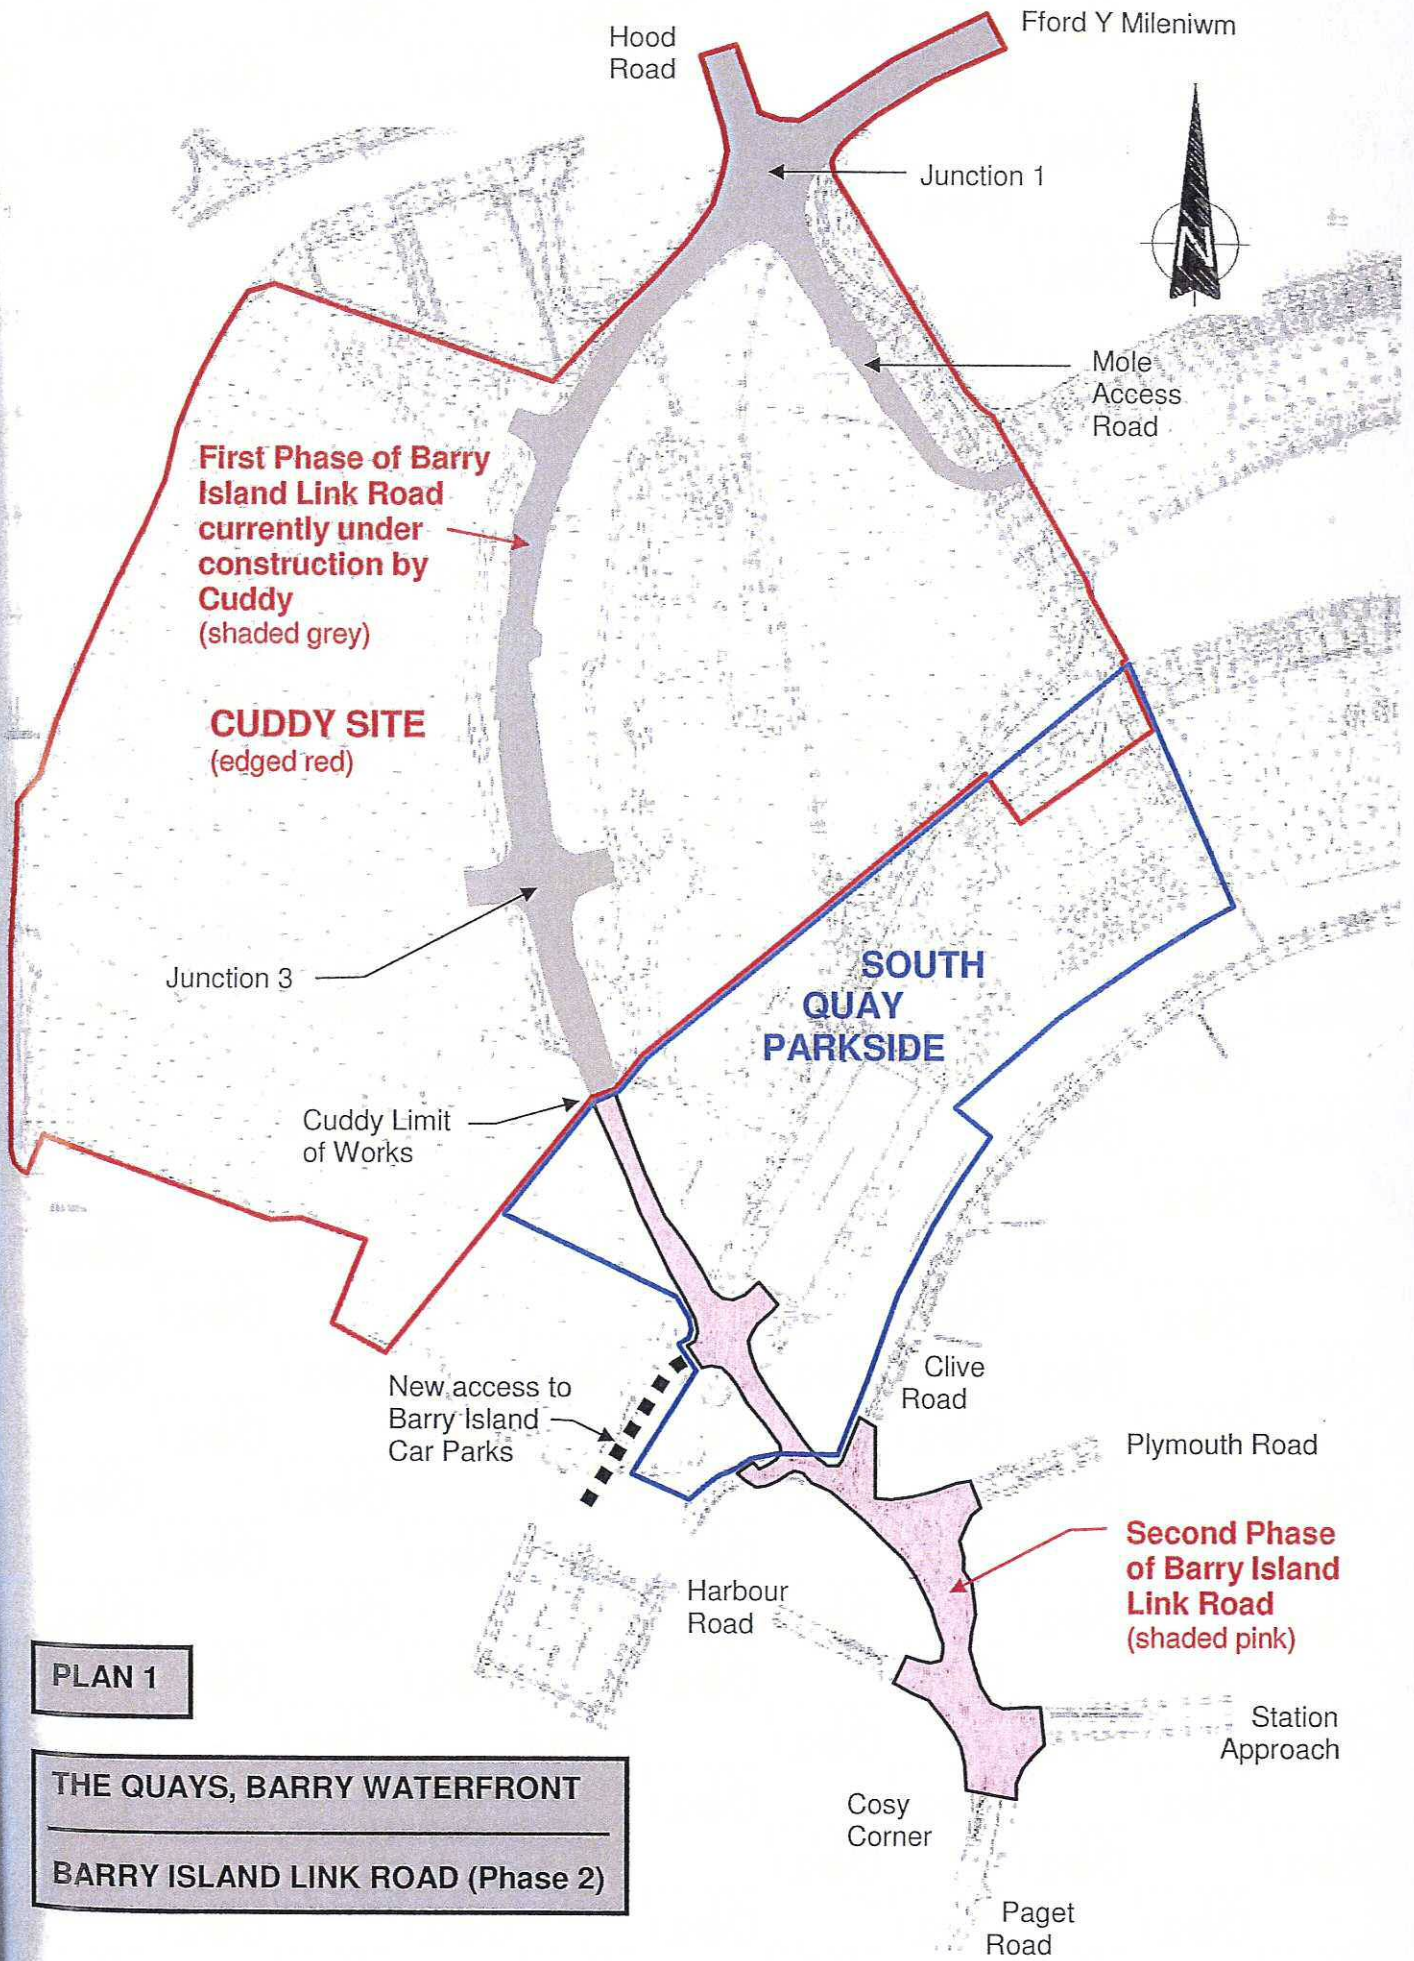 Hood
Road
Fford Y Mileniwm
Junction 1
N
Mole
Access
Road
First Phase of Barry
Island Link Road
currently under
construction by
Cuddy
(shaded grey)
CUDDY SITE
(edged red)
Junction 3
SOUTH
QUAY
PARKSIDE
Cuddy Limit
of Works
New access to
Barry Island
Car Parks
Clive
Road
Plymouth Road
Second Phase
of Barry Island
Link Road
(shaded pink)
Harbour
Road
Station
Approach
Cosy
Corner
Paget
Road
PLAN 1
THE QUAYS, BARRY WATERFRONT
BARRY ISLAND LINK ROAD (Phase 2)